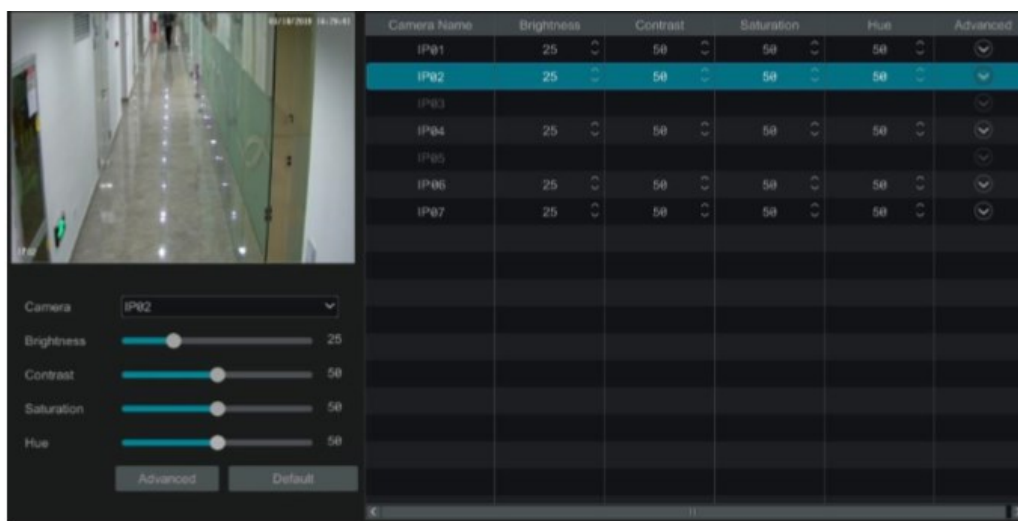 Camera Name Brightness Contrast Saturation Hue Advanced
IP01 25 50 50 50
IP02 25 50 50 50
IP03
IP04 25 50 50 50
IP05
IP06 25 50 50 50
IP07 25 50 50 50
IP02
Camera IP02
Brightness 25
Contrast 50
Saturation 50
Hue 50
Advanced Default